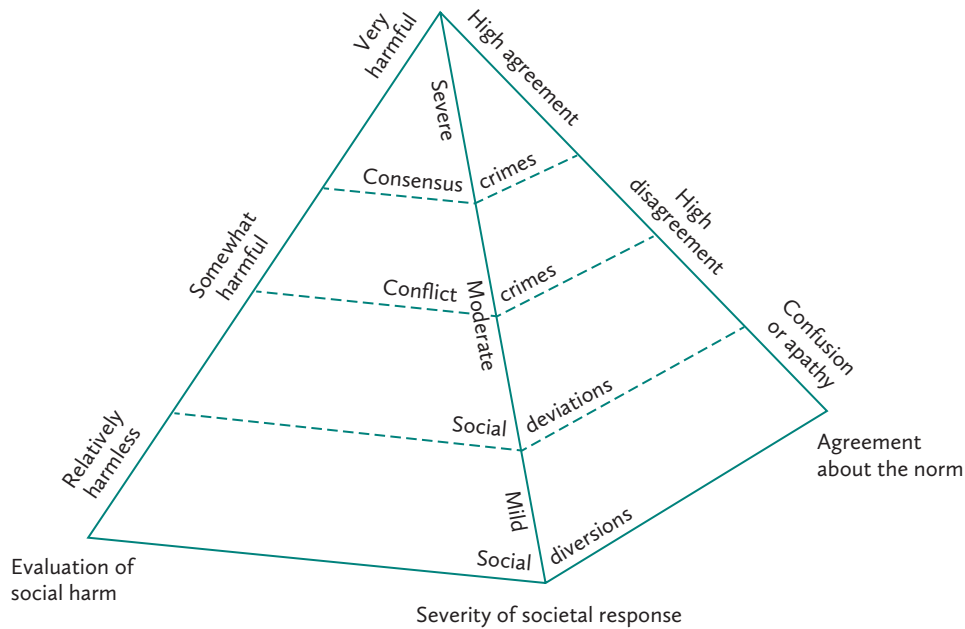 Very
harmful
High agreement
Severe
Consensus crimes
High
disagreement
Somewhat
harmful
Conflict crimes
Moderate
Confusion
or apathy
Relatively
harmless
Social deviations
Agreement
about the norm
Mild
Social diversions
Evaluation of
social harm
Severity of societal response